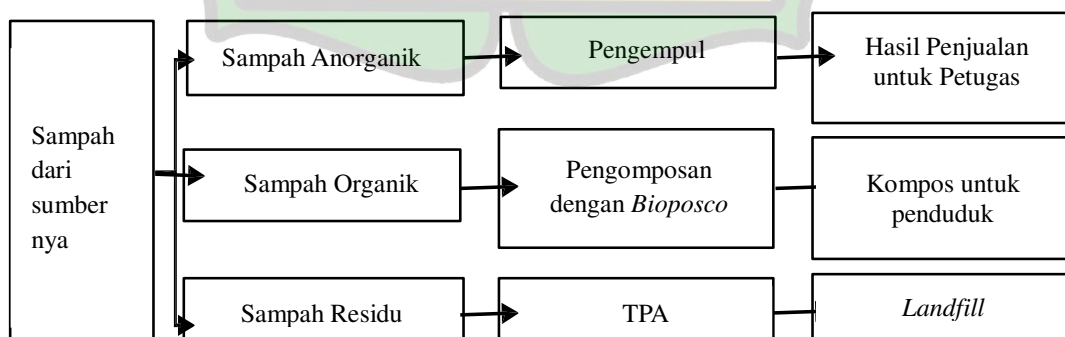 Sampah
dari
sumber
nya
Sampah Anorganik
Pengempul
Hasil Penjualan
untuk Petugas
Sampah Organik
Pengomposan
dengan Bioposco
Kompos untuk
penduduk
Sampah Residu
TPA
Landfill